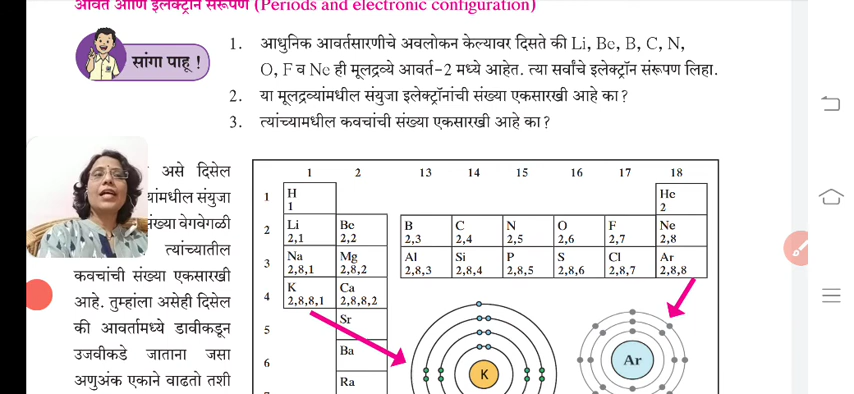 आवर्त आणि इलेक्ट्रॉन संरूपण (Periods and electronic configuration)
सांगा पाहू !
1. आधुनिक आवर्तसारणीचे अवलोकन केल्यावर दिसते की Li, Be, B, C, N,
O, F व Ne ही मूलद्रव्ये आवर्त-2 मध्ये आहेत. त्या सर्वांचे इलेक्ट्रॉन संरूपण लिहा.
2. या मूलद्रव्यांमधील संयुजा इलेक्ट्रॉनांची संख्या एकसारखी आहे का ?
3. त्यांच्यामधील कवचांची संख्या एकसारखी आहे का ?
असे दिसेल
संयुजा
वेगवेगळी
त्यांच्यातील
कवचांची संख्या एकसारखी
आहे. तुम्हांला असेही दिसेल
की आवर्तामध्ये डावीकडून
उजवीकडे जाताना जसा
अणुअंक एकाने वाढतो तशी
1 2 13 14 15 16 17 18
1 H He
1 2
2 Li Be B C N O F Ne
2,1 2,2 2,3 2,4 2,5 2,6 2,7 2,8
3 Na Mg Al Si P S Cl Ar
2,8,1 2,8,2 2,8,3 2,8,4 2,8,5 2,8,6 2,8,7 2,8,8
4 K Ca
2,8,8,1 2,8,8,2
5 Sr
6 Ba
Ra
K
Ar